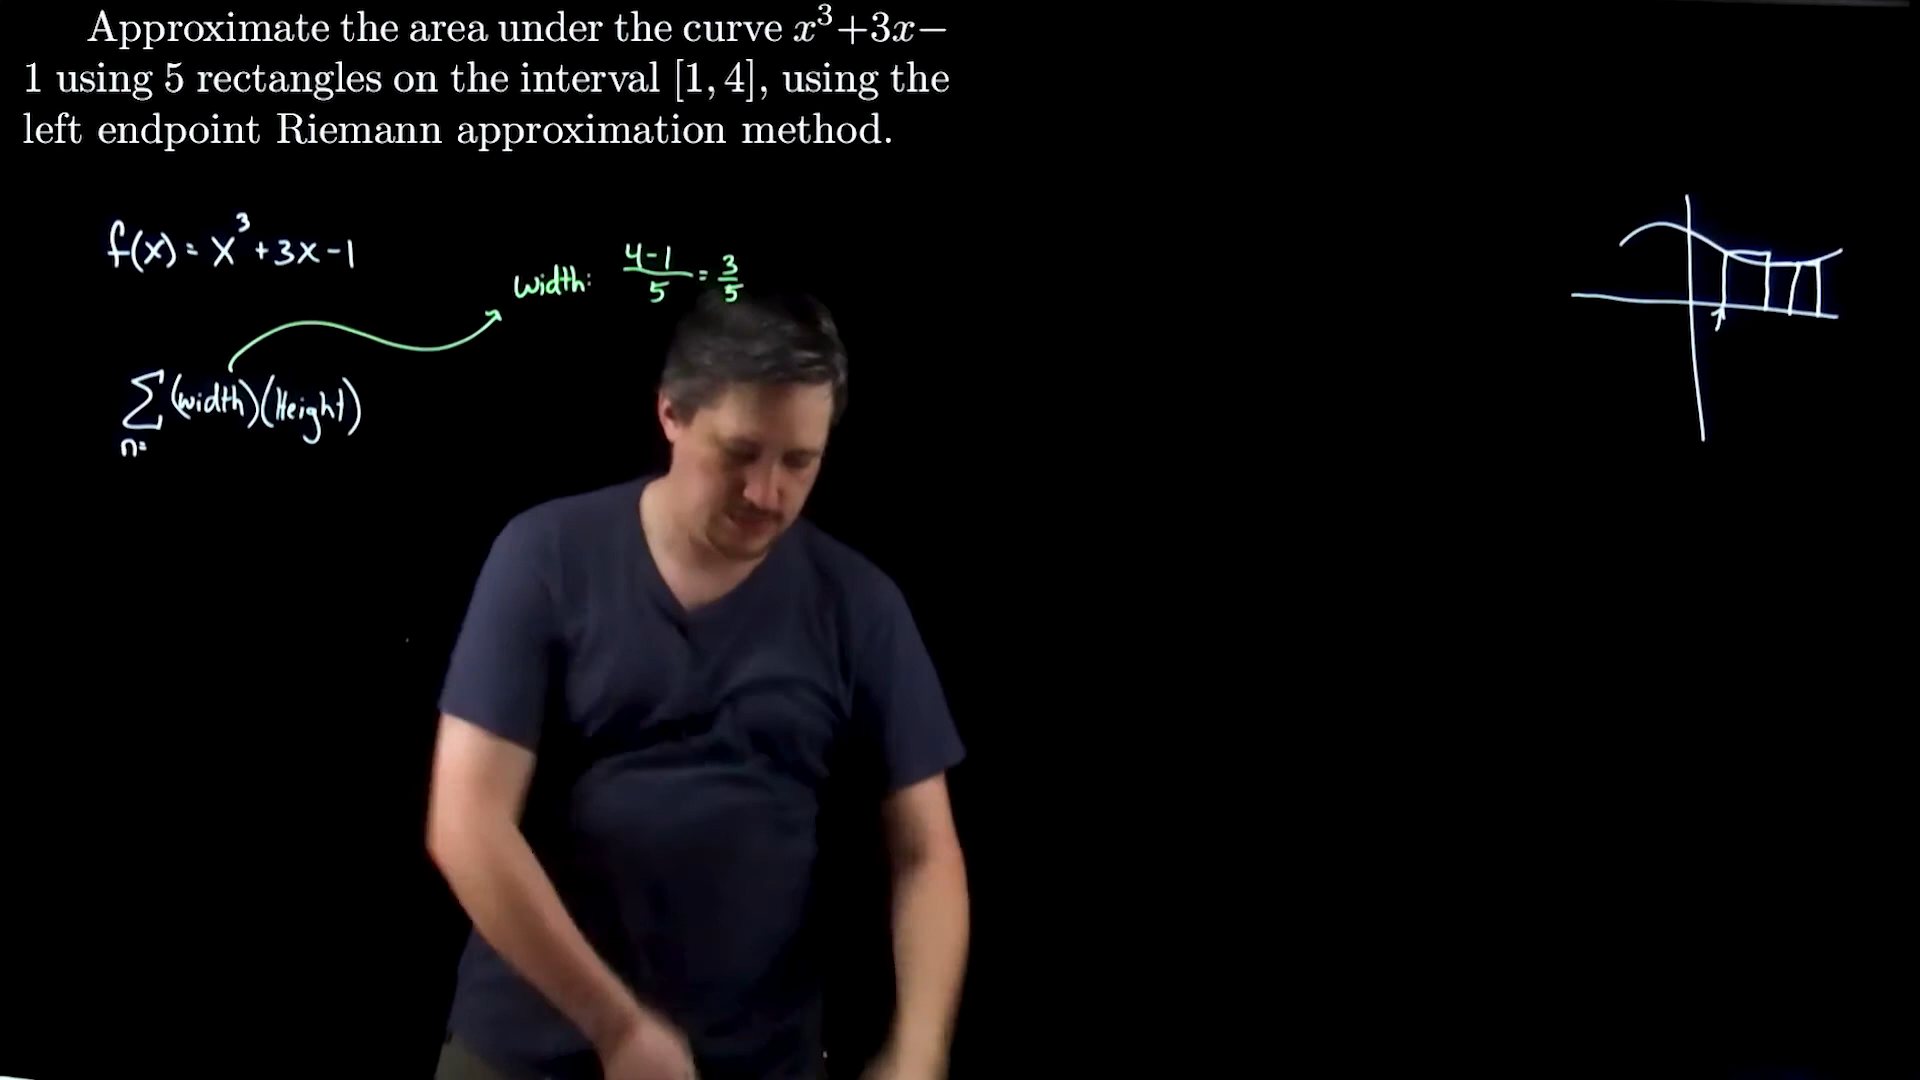 Approximate the area under the curve x³+3x−
1 using 5 rectangles on the interval [1, 4], using the
left endpoint Riemann approximation method.
f(x) = x³+3x-1
width: 4-1/5 = 3/5
∑ (width)(Height)
n=